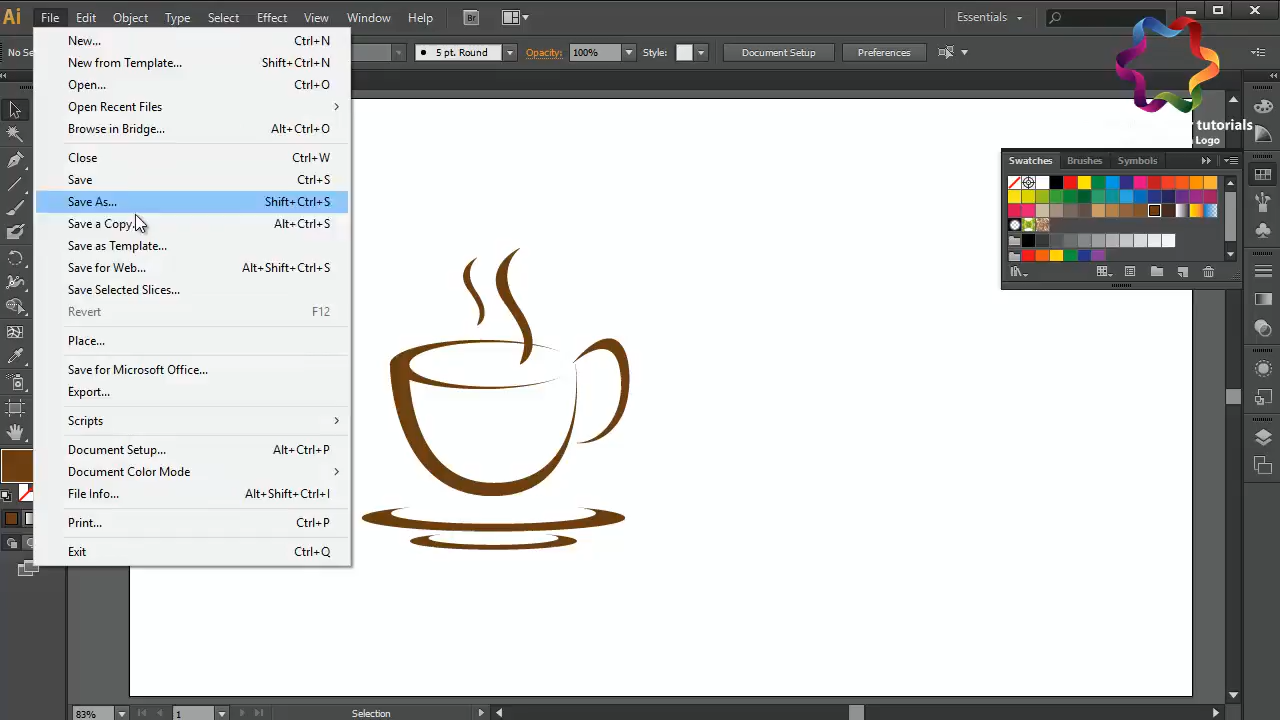 Ai File Edit Object Type Select Effect View Window Help Br Essentials
No Se 5 pt. Round Opacity: 100% Style: Document Setup Preferences
New... Ctrl+N
New from Template... Shift+Ctrl+N
Open... Ctrl+O
Open Recent Files
Browse in Bridge... Alt+Ctrl+O
Close Ctrl+W
Save Ctrl+S
Save As... Shift+Ctrl+S
Save a Copy... Alt+Ctrl+S
Save as Template...
Save for Web... Alt+Shift+Ctrl+S
Save Selected Slices...
Revert F12
Place...
Save for Microsoft Office...
Export...
Scripts
Document Setup... Alt+Ctrl+P
Document Color Mode
File Info... Alt+Shift+Ctrl+I
Print... Ctrl+P
Exit Ctrl+Q
tutorials
Logo
Swatches Brushes Symbols
83% 1 Selection